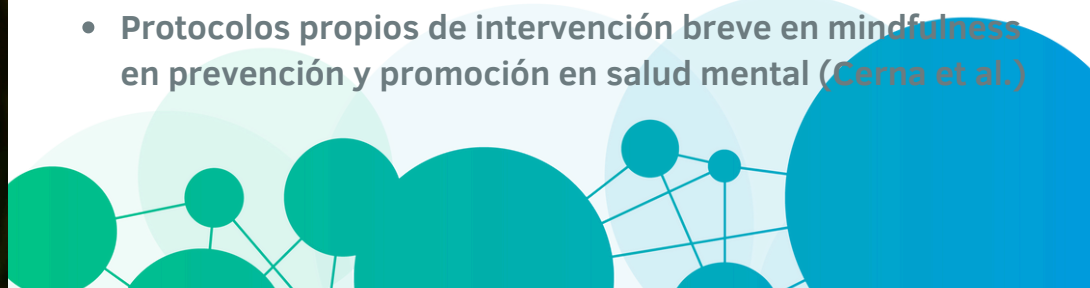 • Protocolos propios de intervención breve en mindfulness
en prevención y promoción en salud mental (Cerna et al.)